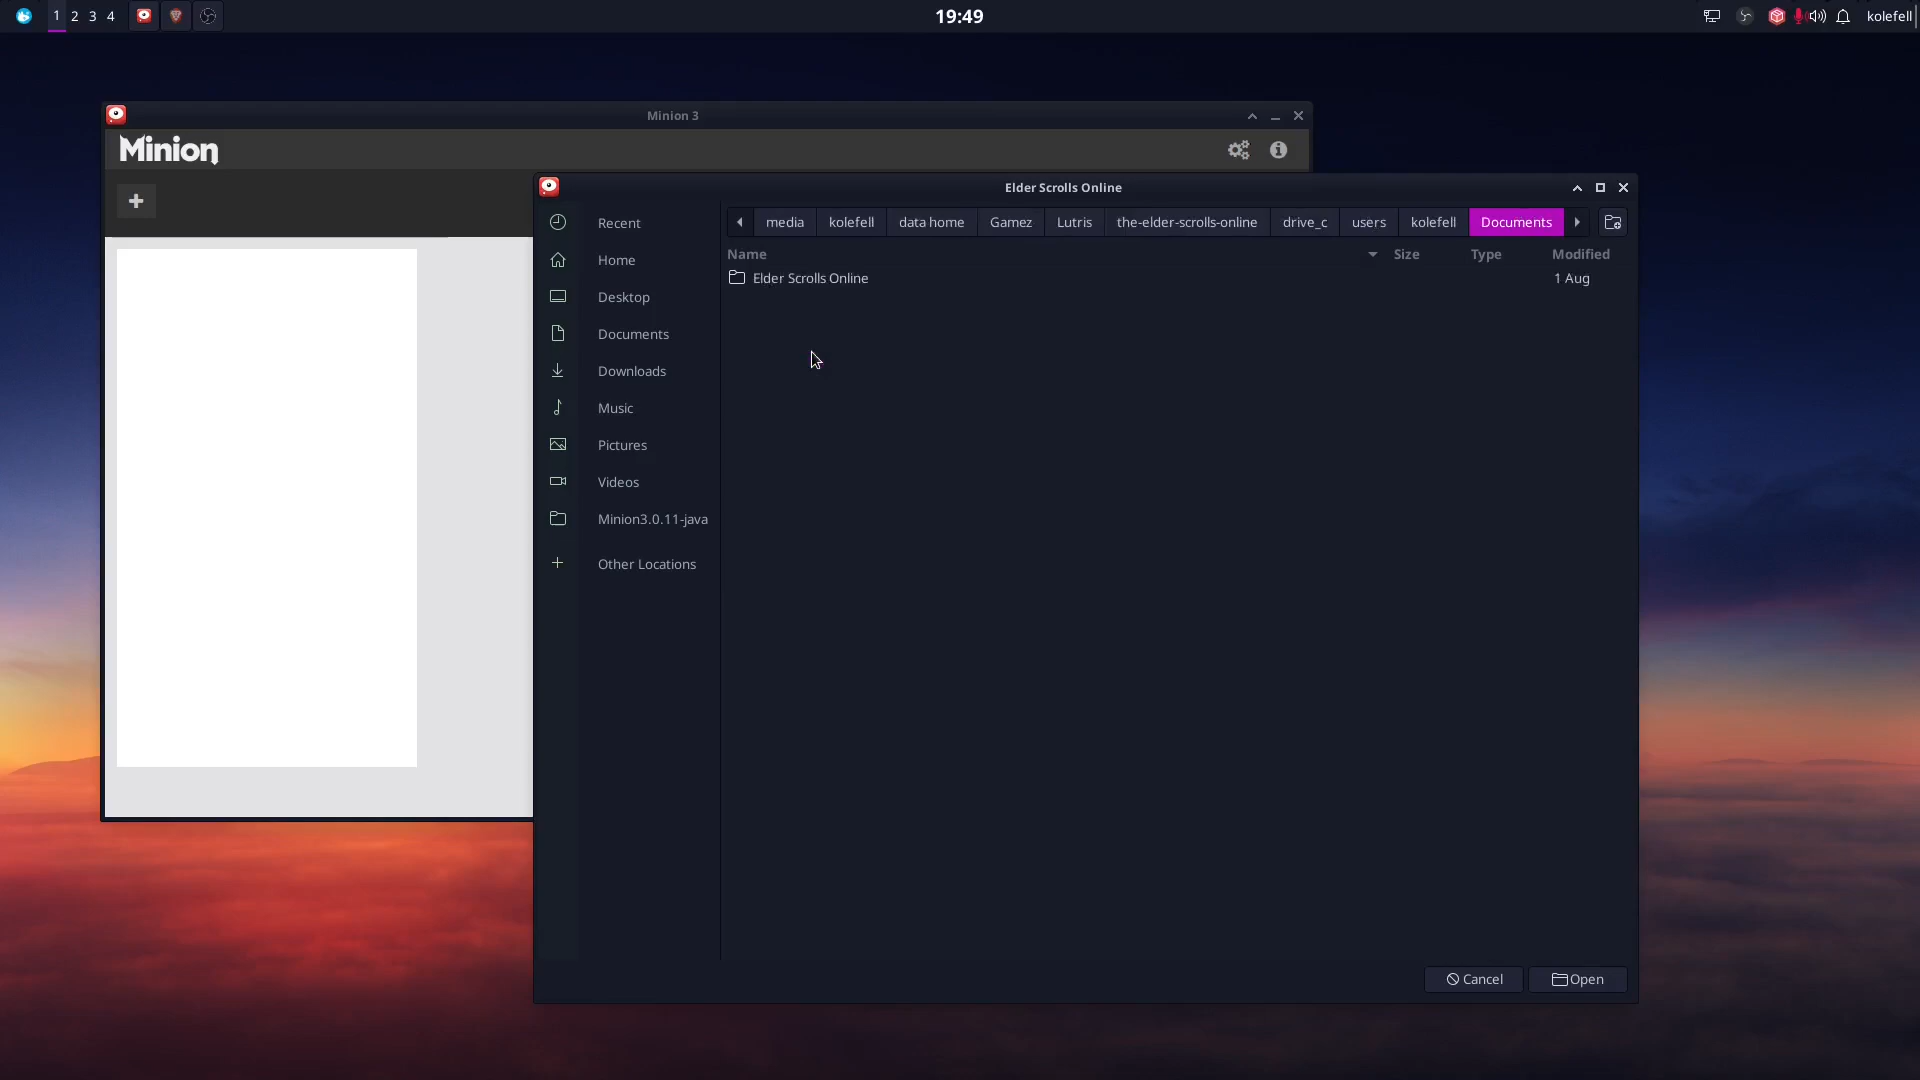 1 2 3 4
19:49
kolefell
Minion 3
Minion
Elder Scrolls Online
Recent
Home
Desktop
Documents
Downloads
Music
Pictures
Videos
Minion3.0.11-java
Other Locations
media kolefell data home Gamez Lutris the-elder-scrolls-online drive_c users kolefell Documents
Name Size Type Modified
Elder Scrolls Online 1 Aug
Cancel Open